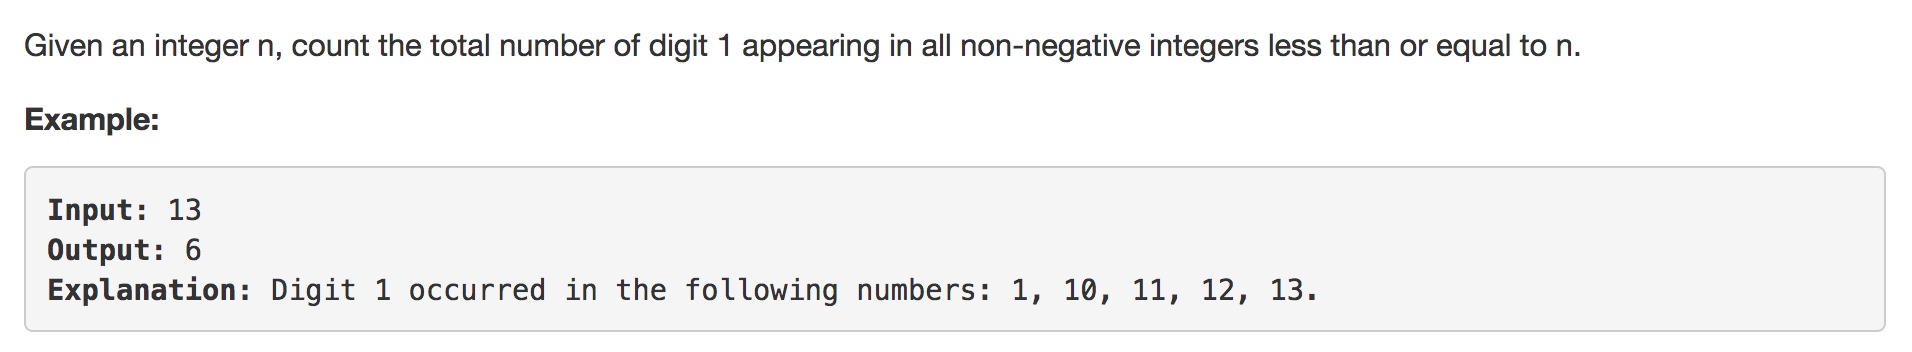 Given an integer n, count the total number of digit 1 appearing in all non-negative integers less than or equal to n.
Example:
Input: 13
Output: 6
Explanation: Digit 1 occurred in the following numbers: 1, 10, 11, 12, 13.